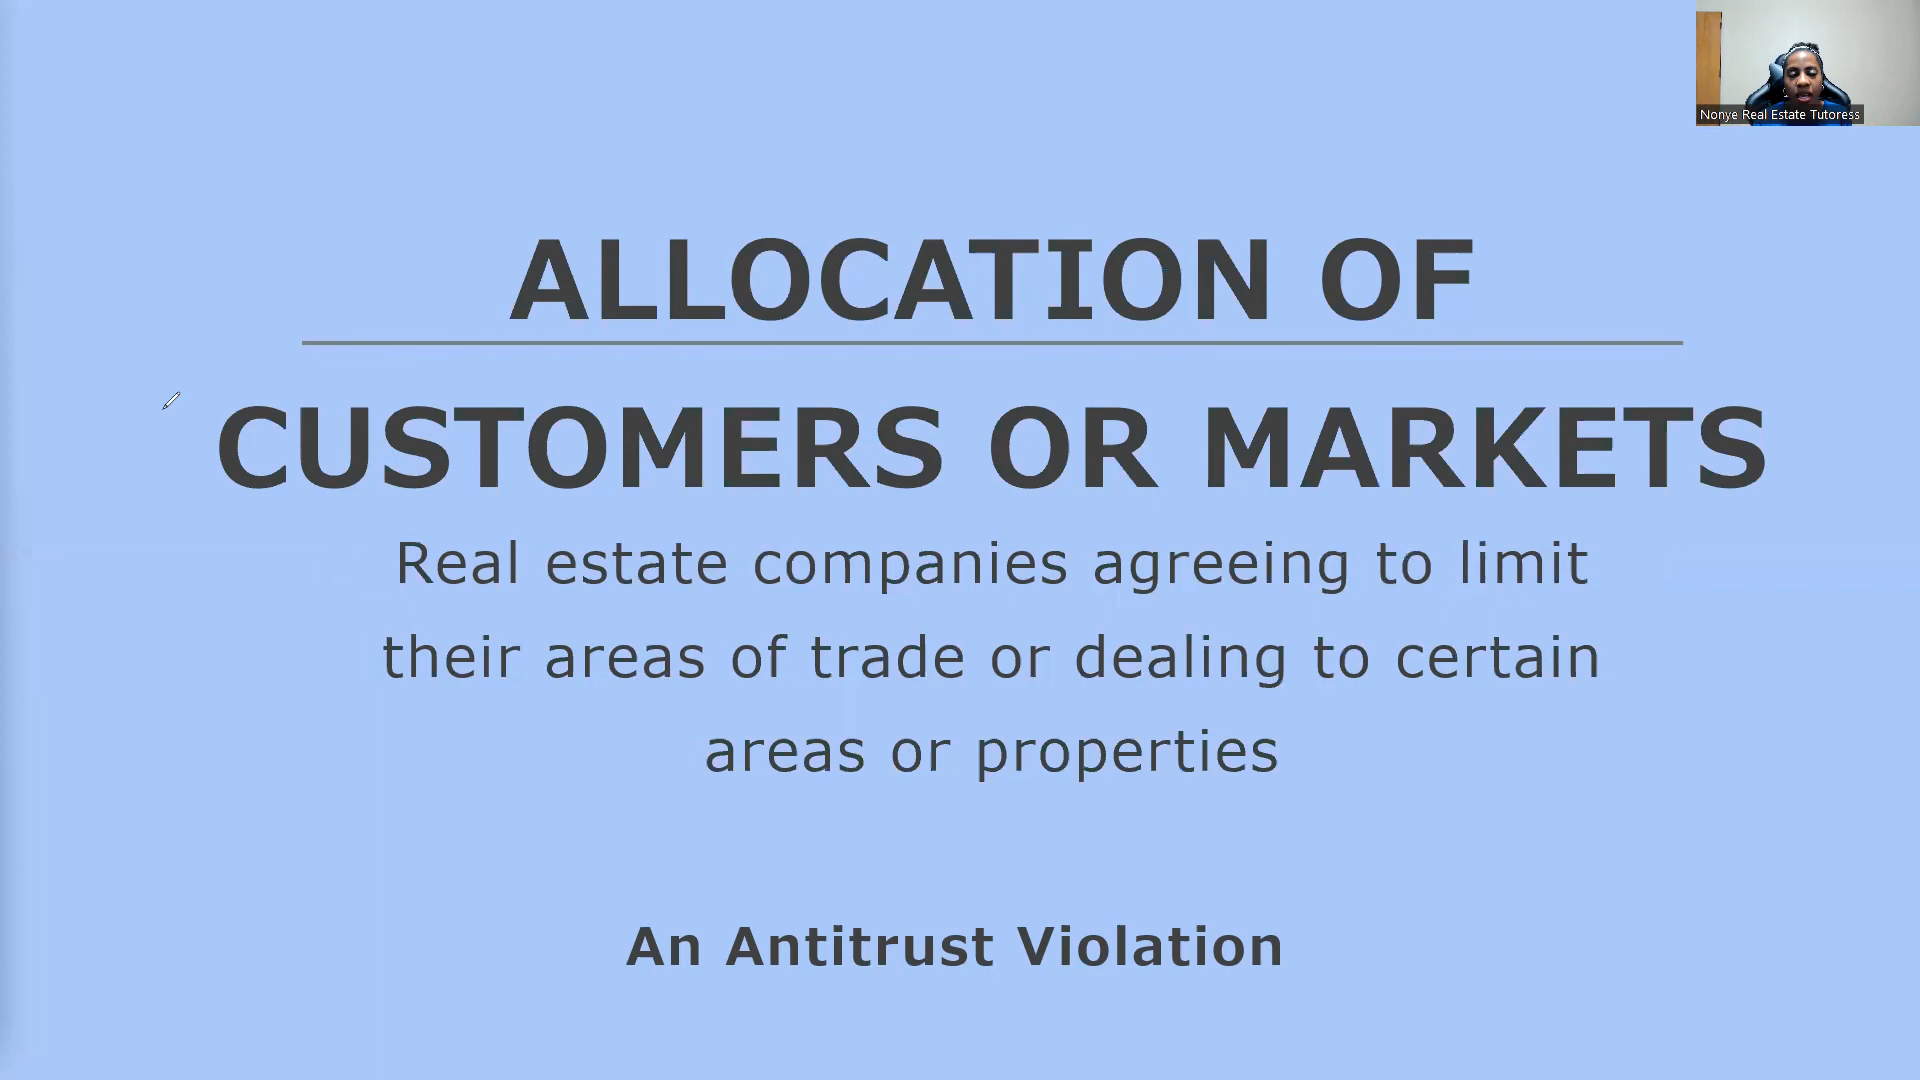 Nonye Real Estate Tutoress
ALLOCATION OF
CUSTOMERS OR MARKETS
Real estate companies agreeing to limit
their areas of trade or dealing to certain
areas or properties
An Antitrust Violation